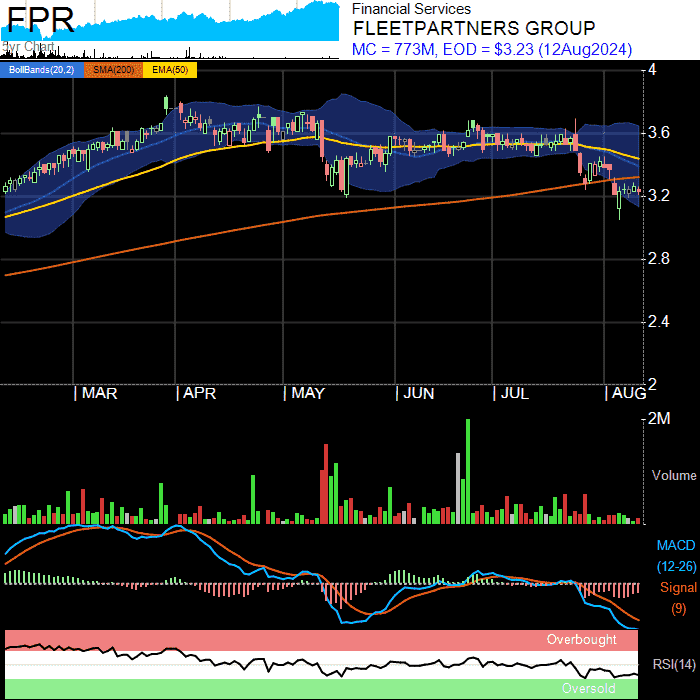 FPR
5yr Chart
Financial Services
FLEETPARTNERS GROUP
MC = 773M, EOD = $3.23 (12Aug2024)
BollBands(20,2) SMA(200) EMA(50)
4
3.6
3.2
2.8
2.4
2
| MAR | APR | MAY | JUN | JUL | AUG
2M
Volume
MACD
(12-26)
Signal
(9)
Overbought
RSI(14)
Oversold